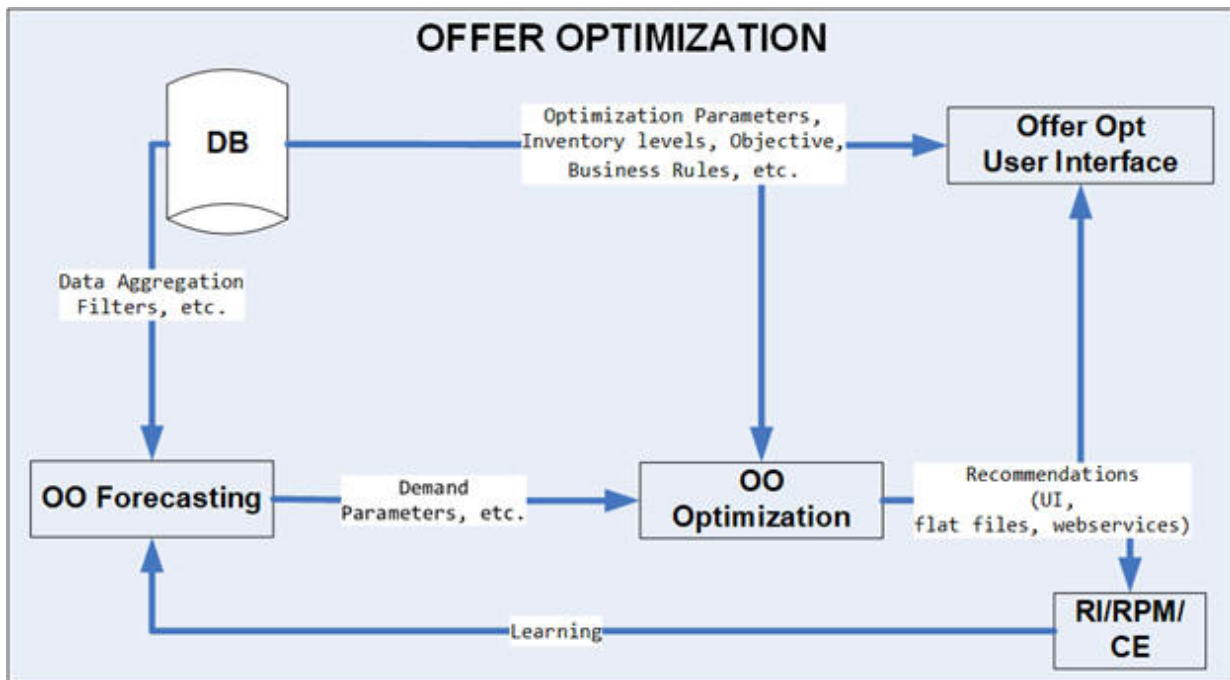 OFFER OPTIMIZATION
DB
Optimization Parameters,
Inventory levels, Objective,
Business Rules, etc.
Offer Opt
User Interface
Data Aggregation
Filters, etc.
OO Forecasting
Demand
Parameters, etc.
OO
Optimization
Recommendations
(UI,
flat files, webservices)
RI/RPM/
CE
Learning